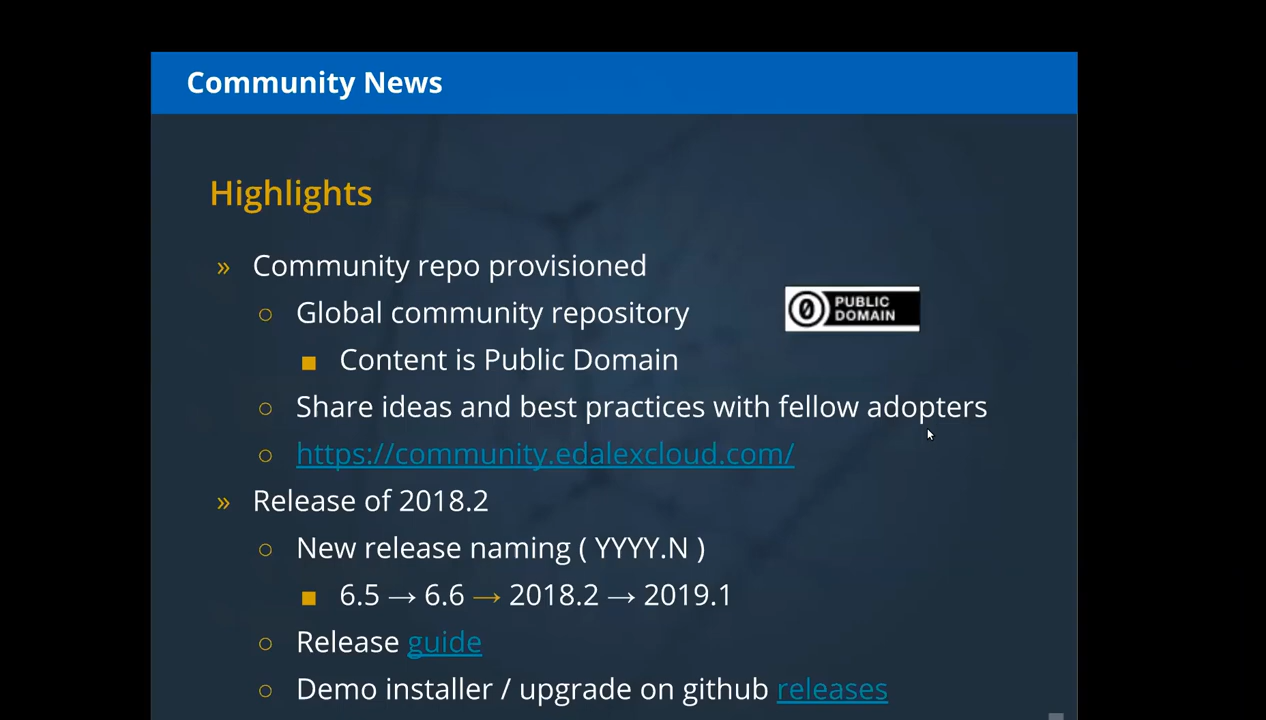 Community News
Highlights
» Community repo provisioned
○ Global community repository
PUBLIC
DOMAIN
■ Content is Public Domain
○ Share ideas and best practices with fellow adopters
○ https://community.edalexcloud.com/
» Release of 2018.2
○ New release naming ( YYYY.N )
■ 6.5 → 6.6 → 2018.2 → 2019.1
○ Release guide
○ Demo installer / upgrade on github releases